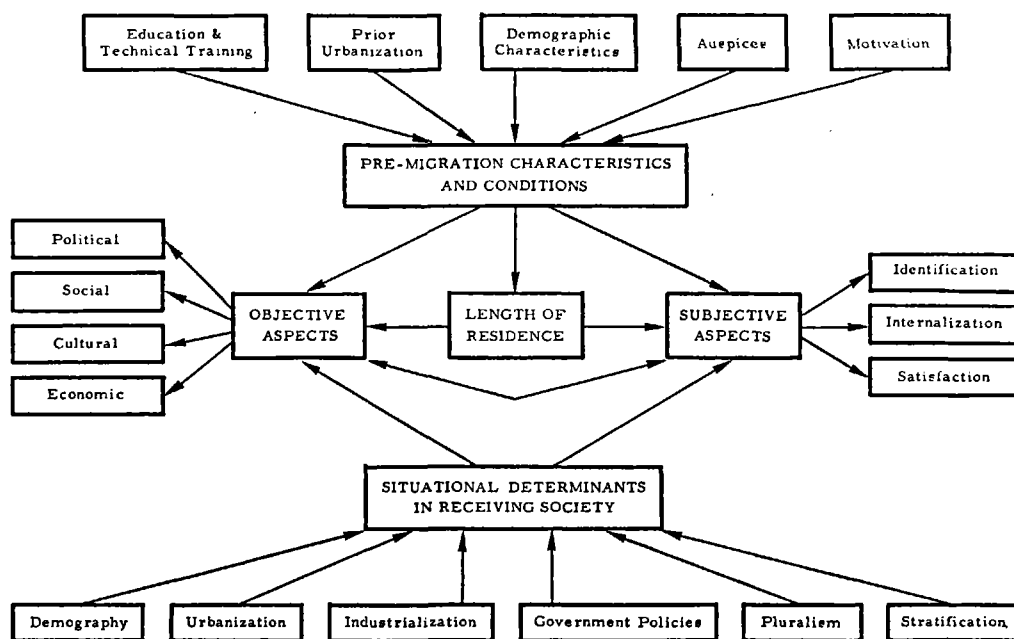 Education &
Technical Training
Prior
Urbanization
Demographic
Characteristics
Auspices
Motivation
PRE-MIGRATION CHARACTERISTICS
AND CONDITIONS
Political
Social
Cultural
Economic
OBJECTIVE
ASPECTS
LENGTH OF
RESIDENCE
SUBJECTIVE
ASPECTS
Identification
Internalization
Satisfaction
SITUATIONAL DETERMINANTS
IN RECEIVING SOCIETY
Demography
Urbanization
Industrialization
Government Policies
Pluralism
Stratification